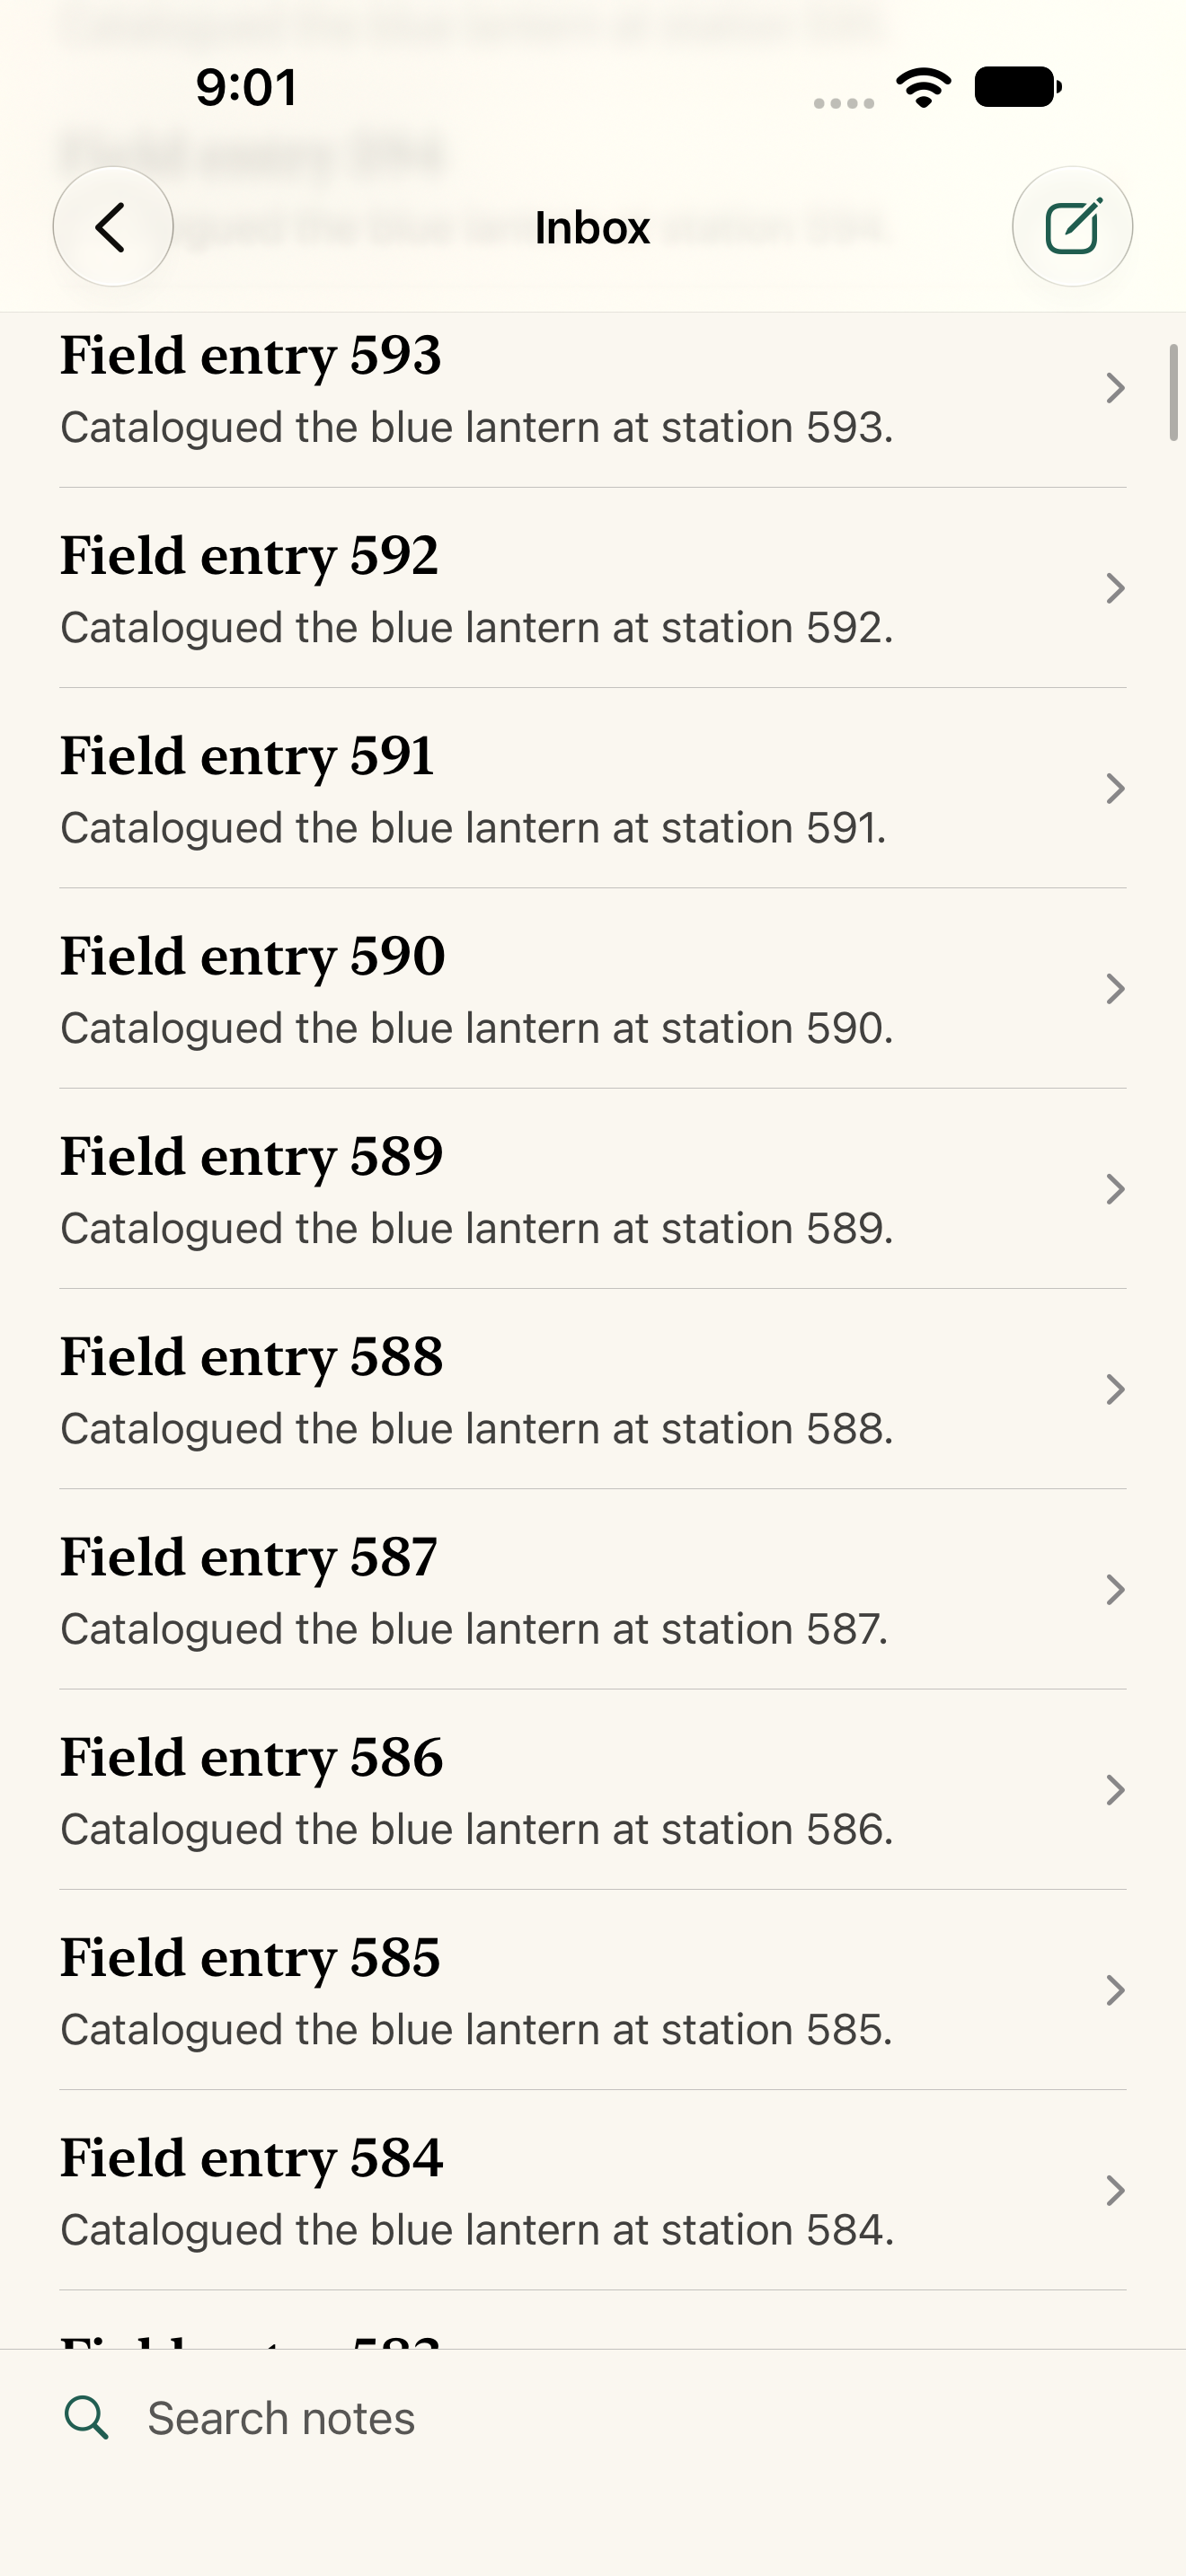 9:01
Field entry 594
Inbox
station 594.
Field entry 593
Catalogued the blue lantern at station 593.
Field entry 592
Catalogued the blue lantern at station 592.
Field entry 591
Catalogued the blue lantern at station 591.
Field entry 590
Catalogued the blue lantern at station 590.
Field entry 589
Catalogued the blue lantern at station 589.
Field entry 588
Catalogued the blue lantern at station 588.
Field entry 587
Catalogued the blue lantern at station 587.
Field entry 586
Catalogued the blue lantern at station 586.
Field entry 585
Catalogued the blue lantern at station 585.
Field entry 584
Catalogued the blue lantern at station 584.
Search notes